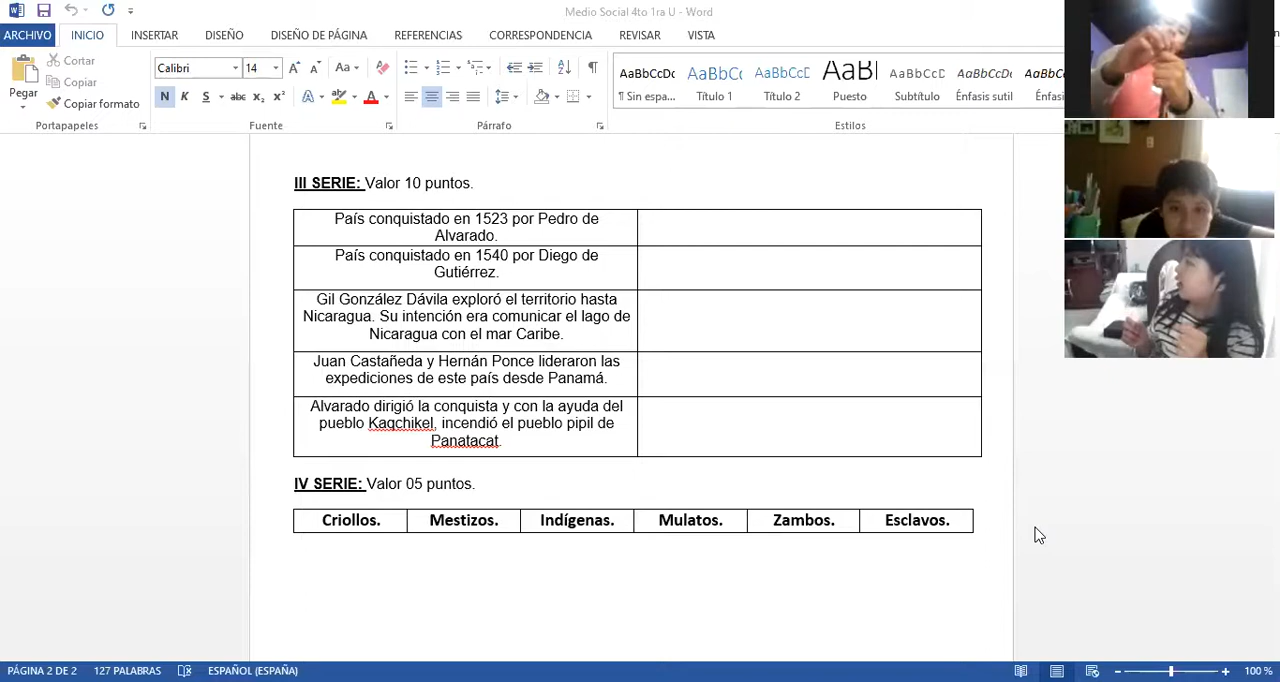 Medio Social 4to 1ra U - Word
ARCHIVO INICIO INSERTAR DISEÑO DISEÑO DE PÁGINA REFERENCIAS CORRESPONDENCIA REVISAR VISTA
Pegar
Cortar
Copiar
Copiar formato
Portapapeles
Calibri 14 Aa
N K S abc x₂ x² A A
Fuente
Párrafo
AaBbCcDc AaBbCc AaBbCcD AaBl AaBbCcD AaBbCcD AaBbCc
¶ Sin espa... Título 1 Título 2 Puesto Subtítulo Énfasis sutil Énfa
Estilos
III SERIE: Valor 10 puntos.
País conquistado en 1523 por Pedro de
Alvarado.
País conquistado en 1540 por Diego de
Gutiérrez.
Gil González Dávila exploró el territorio hasta
Nicaragua. Su intención era comunicar el lago de
Nicaragua con el mar Caribe.
Juan Castañeda y Hernán Ponce lideraron las
expediciones de este país desde Panamá.
Alvarado dirigió la conquista y con la ayuda del
pueblo Kaqchikel, incendió el pueblo pipil de
Panatacat.
IV SERIE: Valor 05 puntos.
Criollos. Mestizos. Indígenas. Mulatos. Zambos. Esclavos.
PÁGINA 2 DE 2 127 PALABRAS ESPAÑOL (ESPAÑA) 100 %